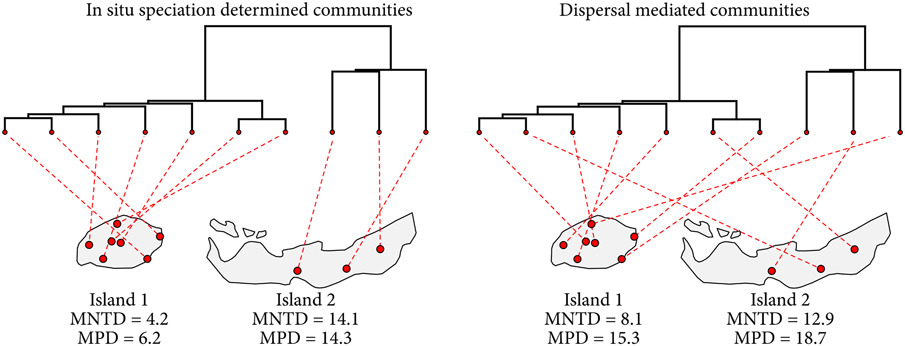 In situ speciation determined communities
Dispersal mediated communities
Island 1
MNTD = 4.2
MPD = 6.2
Island 2
MNTD = 14.1
MPD = 14.3
Island 1
MNTD = 8.1
MPD = 15.3
Island 2
MNTD = 12.9
MPD = 18.7